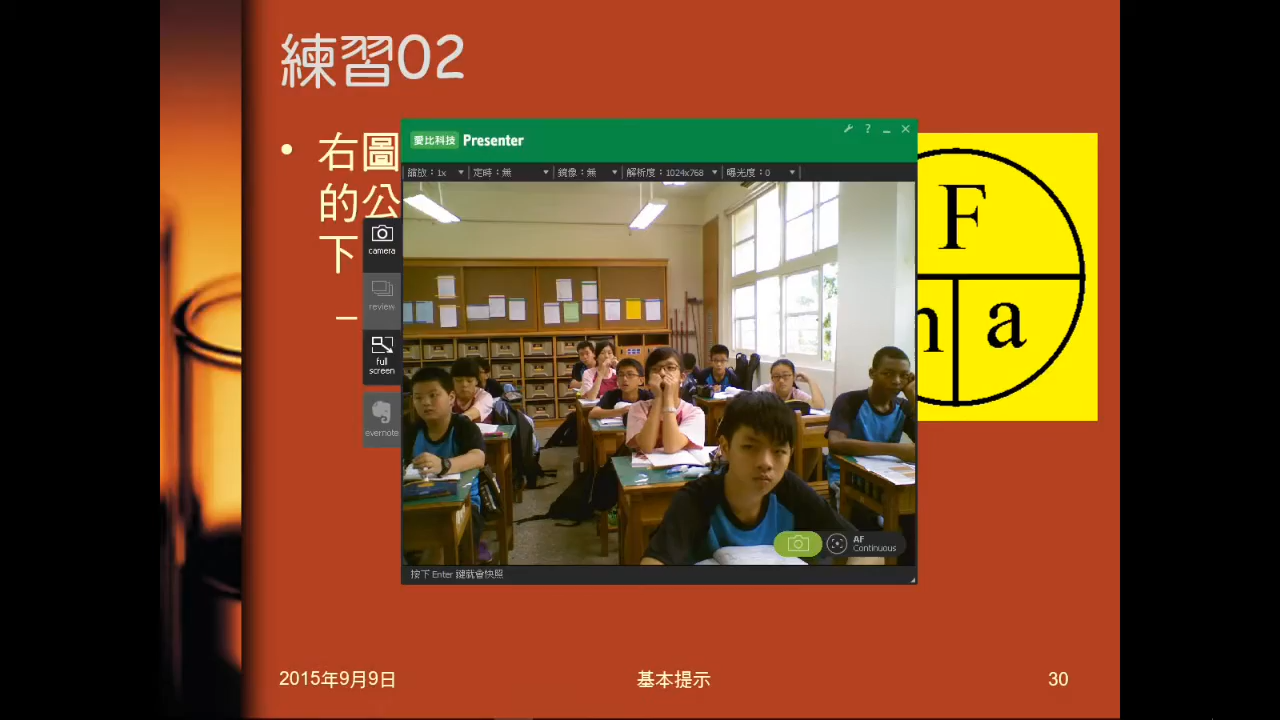 練習02
• 右圖
的公
下
–
愛比科技 Presenter
縮放：1x 定時：無 鏡像：無 解析度：1024x768 曝光度：0
camera
review
full
screen
evernote
F
m a
AF
Continuous
按下 Enter 鍵就會快照
2015年9月9日 基本提示 30